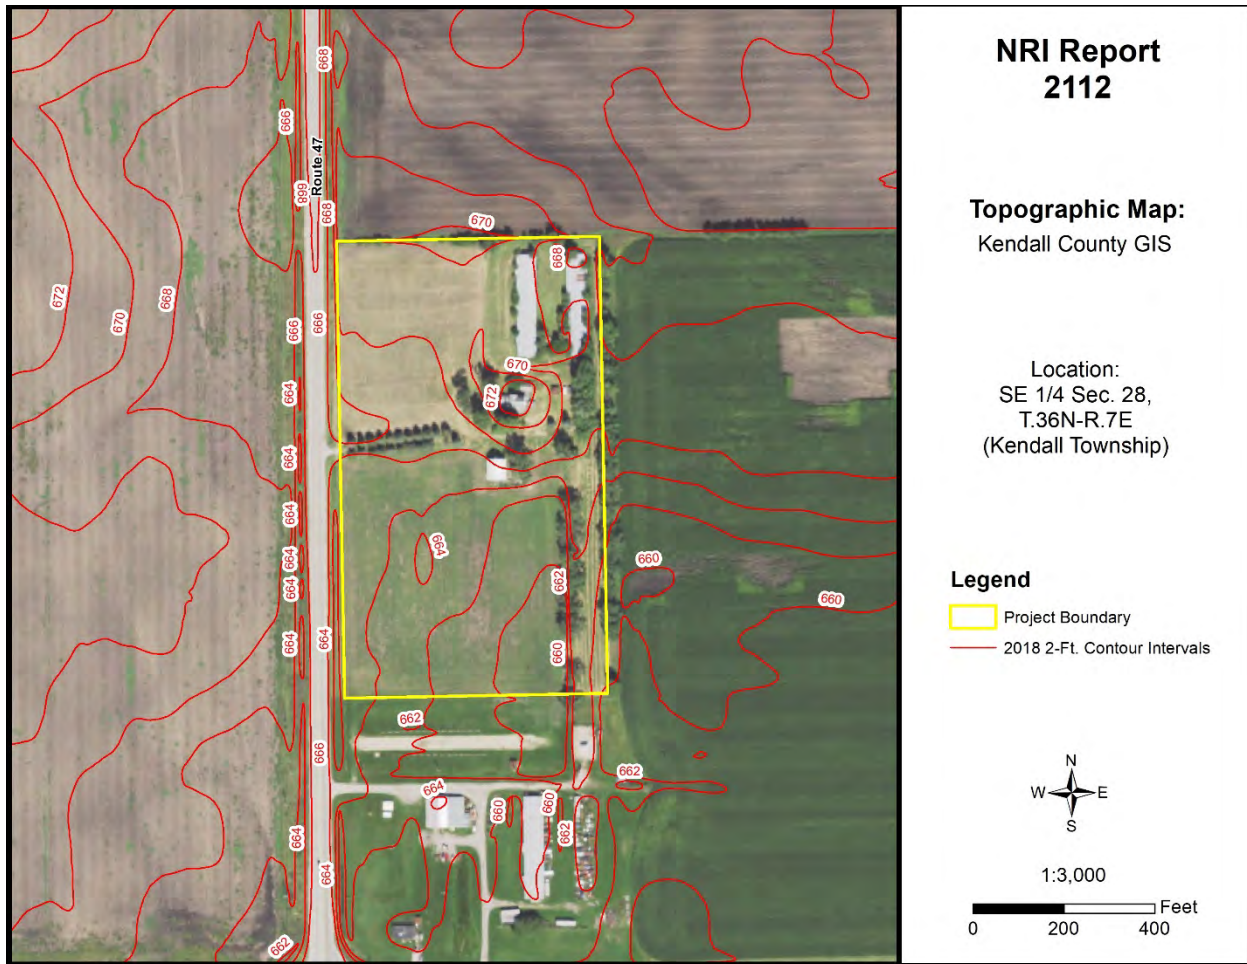 NRI Report
2112
Topographic Map:
Kendall County GIS
Location:
SE 1/4 Sec. 28,
T.36N-R.7E
(Kendall Township)
Legend
Project Boundary
2018 2-Ft. Contour Intervals
N
W E
S
1:3,000
Feet
0 200 400
Route 47
668
666
668
668
670
668
672
670
668
666
666
670
664
672
664
664
664
664
664
662
660
660
664
664
660
662
666
662
664
660
660
662
664
664
662